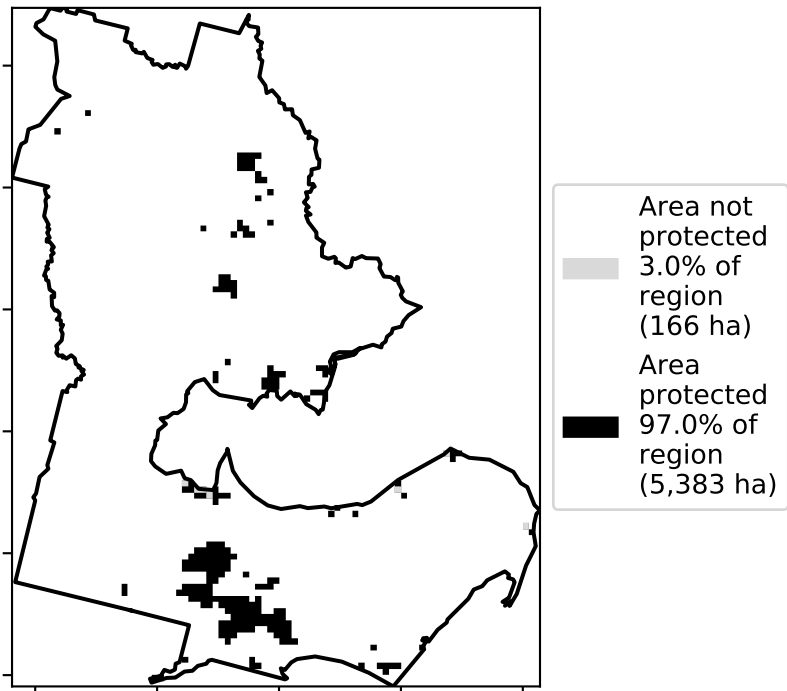 Area not
protected
3.0% of
region
(166 ha)
Area
protected
97.0% of
region
(5,383 ha)